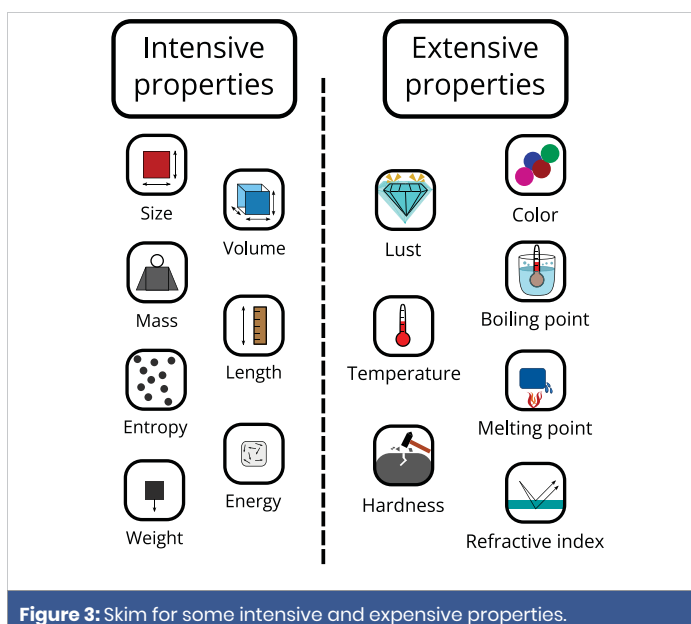 Intensive
properties
Extensive
properties
Size
Volume
Mass
Length
Entropy
Energy
Weight
Lust
Color
Temperature
Boiling point
Hardness
Melting point
Refractive index
Figure 3: Skim for some intensive and expensive properties.